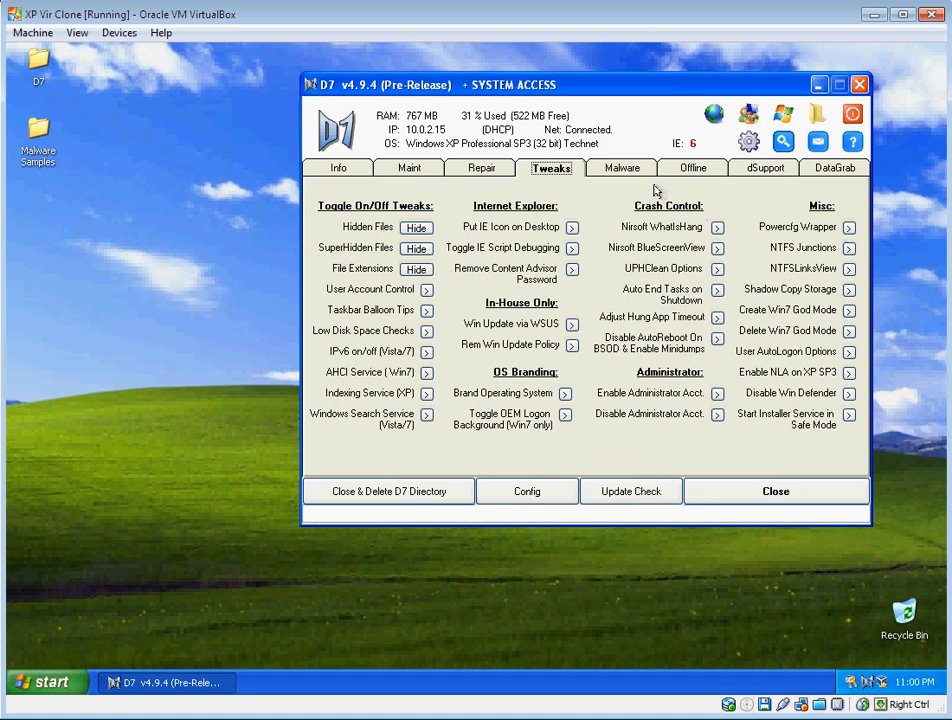 XP Vir Clone [Running] - Oracle VM VirtualBox
Machine View Devices Help
D7
Malware
Samples
D7 v4.9.4 (Pre-Release) + SYSTEM ACCESS
D7
RAM: 767 MB 31 % Used (522 MB Free)
IP: 10.0.2.15 (DHCP) Net: Connected.
OS: Windows XP Professional SP3 (32 bit) Technet IE: 6
Info Maint Repair Tweaks Malware Offline dSupport DataGrab
Toggle On/Off Tweaks:
Hidden Files Hide
SuperHidden Files Hide
File Extensions Hide
User Account Control >
Taskbar Balloon Tips >
Low Disk Space Checks >
IPv6 on/off (Vista/7) >
AHCI Service ( Win7) >
Indexing Service (XP) >
Windows Search Service >
(Vista/7)
Internet Explorer:
Put IE Icon on Desktop >
Toggle IE Script Debugging >
Remove Content Advisor >
Password
In-House Only:
Win Update via WSUS >
Rem Win Update Policy >
OS Branding:
Brand Operating System >
Toggle OEM Logon >
Background (Win7 only)
Crash Control:
Nirsoft WhatIsHang >
Nirsoft BlueScreenView >
UPHClean Options >
Auto End Tasks on >
Shutdown
Adjust Hung App Timeout >
Disable AutoReboot On >
BSOD & Enable Minidumps
Administrator:
Enable Administrator Acct. >
Disable Administrator Acct. >
Misc:
Powercfg Wrapper >
NTFS Junctions >
NTFSLinksView >
Shadow Copy Storage >
Create Win7 God Mode >
Delete Win7 God Mode >
User AutoLogon Options >
Enable NLA on XP SP3 >
Disable Win Defender >
Start Installer Service in >
Safe Mode
Close & Delete D7 Directory Config Update Check Close
Recycle Bin
start D7 v4.9.4 (Pre-Rele... 11:00 PM
Right Ctrl